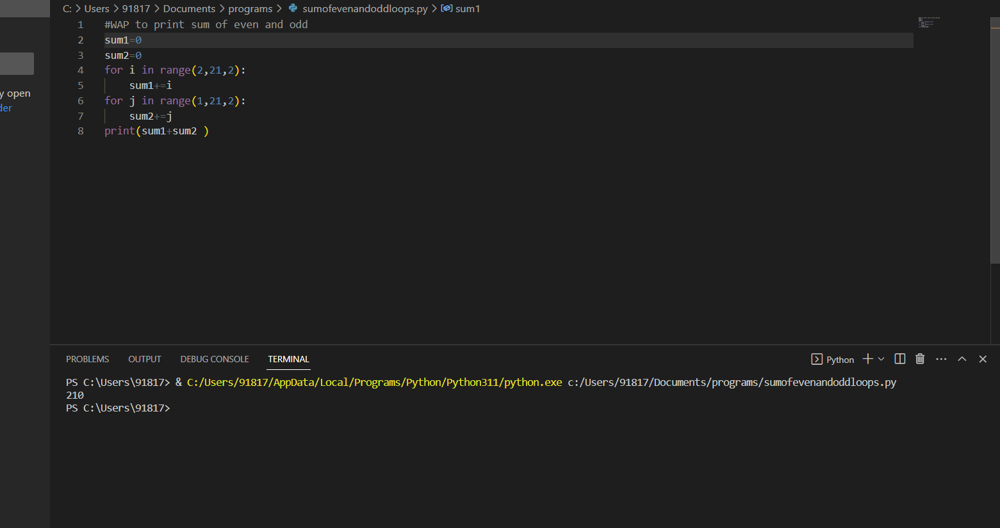 C: > Users > 91817 > Documents > programs > sumofevenandoddloops.py > sum1
y open
der
1 #WAP to print sum of even and odd
2 sum1=0
3 sum2=0
4 for i in range(2,21,2):
5     sum1+=i
6 for j in range(1,21,2):
7     sum2+=j
8 print(sum1+sum2 )
PROBLEMS OUTPUT DEBUG CONSOLE TERMINAL Python
PS C:\Users\91817> & C:/Users/91817/AppData/Local/Programs/Python/Python311/python.exe c:/Users/91817/Documents/programs/sumofevenandoddloops.py
210
PS C:\Users\91817>